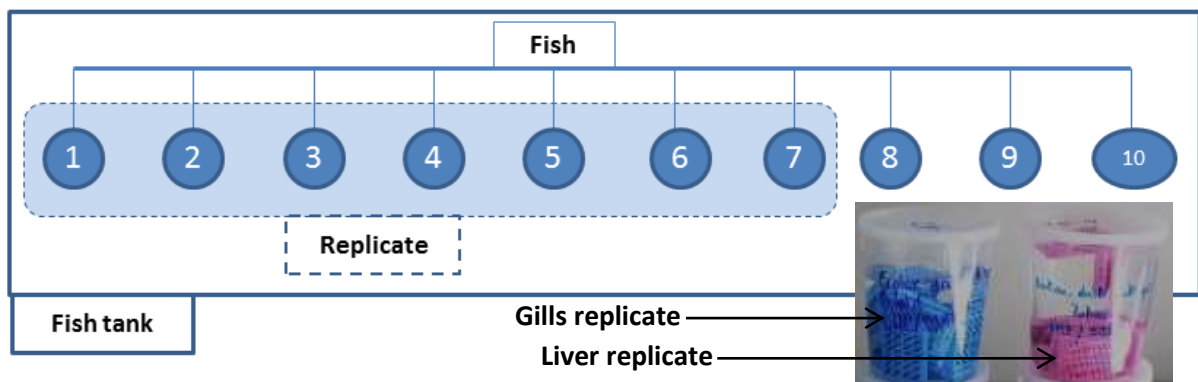 Fish
1 2 3 4 5 6 7 8 9 10
Replicate
Fish tank
Gills replicate
Liver replicate